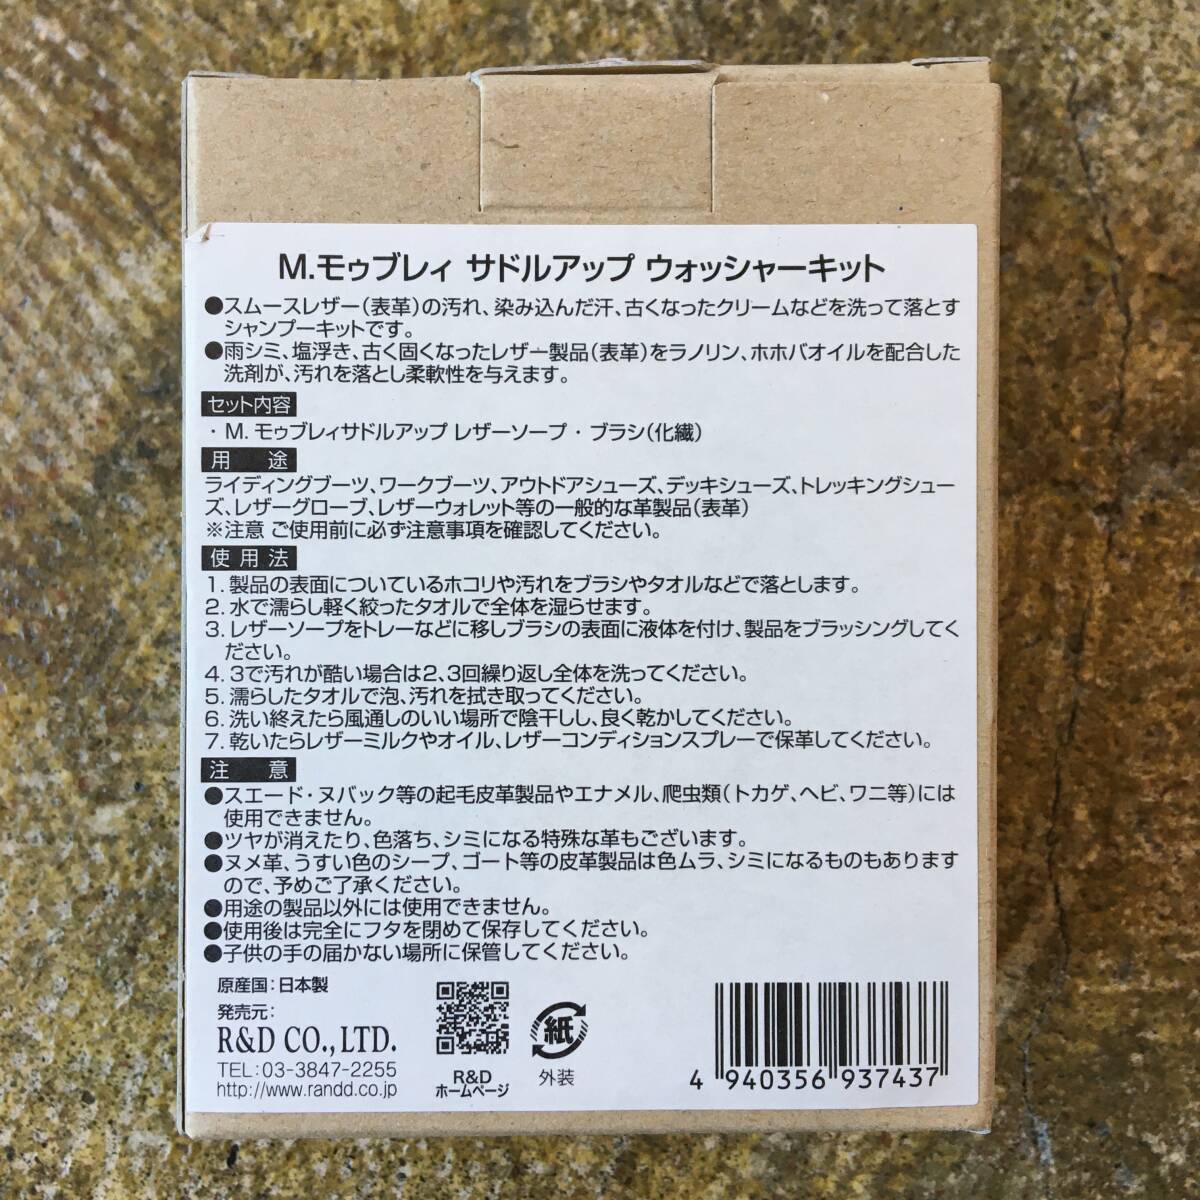 M.モゥブレィ サドルアップ ウォッシャーキット
●スムースレザー(表革)の汚れ、染み込んだ汗、古くなったクリームなどを洗って落とす
シャンプーキットです。
●雨シミ、塩浮き、古く固くなったレザー製品(表革)をラノリン、ホホバオイルを配合した
洗剤が、汚れを落とし柔軟性を与えます。
セット内容
・M. モゥブレィサドルアップ レザーソープ ・ブラシ(化繊)
用途
ライディングブーツ、ワークブーツ、アウトドアシューズ、デッキシューズ、トレッキングシュー
ズ、レザーグローブ、レザーウォレット等の一般的な革製品(表革)
※注意 ご使用前に必ず注意事項を確認してください。
使用法
1. 製品の表面についているホコリや汚れをブラシやタオルなどで落とします。
2. 水で濡らし軽く絞ったタオルで全体を湿らせます。
3. レザーソープをトレーなどに移しブラシの表面に液体を付け、製品をブラッシングしてく
ださい。
4. 3で汚れが酷い場合は2、3回繰り返し全体を洗ってください。
5. 濡らしたタオルで泡、汚れを拭き取ってください。
6. 洗い終えたら風通しのいい場所で陰干しし、良く乾かしてください。
7. 乾いたらレザーミルクやオイル、レザーコンディションスプレーで保革してください。
注意
●スエード・ヌバック等の起毛皮革製品やエナメル、爬虫類(トカゲ、ヘビ、ワニ等)には
使用できません。
●ツヤが消えたり、色落ち、シミになる特殊な革もございます。
●ヌメ革、うすい色のシープ、ゴート等の皮革製品は色ムラ、シミになるものもあります
ので、予めご了承ください。
●用途の製品以外には使用できません。
●使用後は完全にフタを閉めて保存してください。
●子供の手の届かない場所に保管してください。
原産国:日本製
発売元:
R&D CO.,LTD.
TEL:03-3847-2255
http://www.randd.co.jp
R&D
ホームページ
紙
外装
4 940356 937437